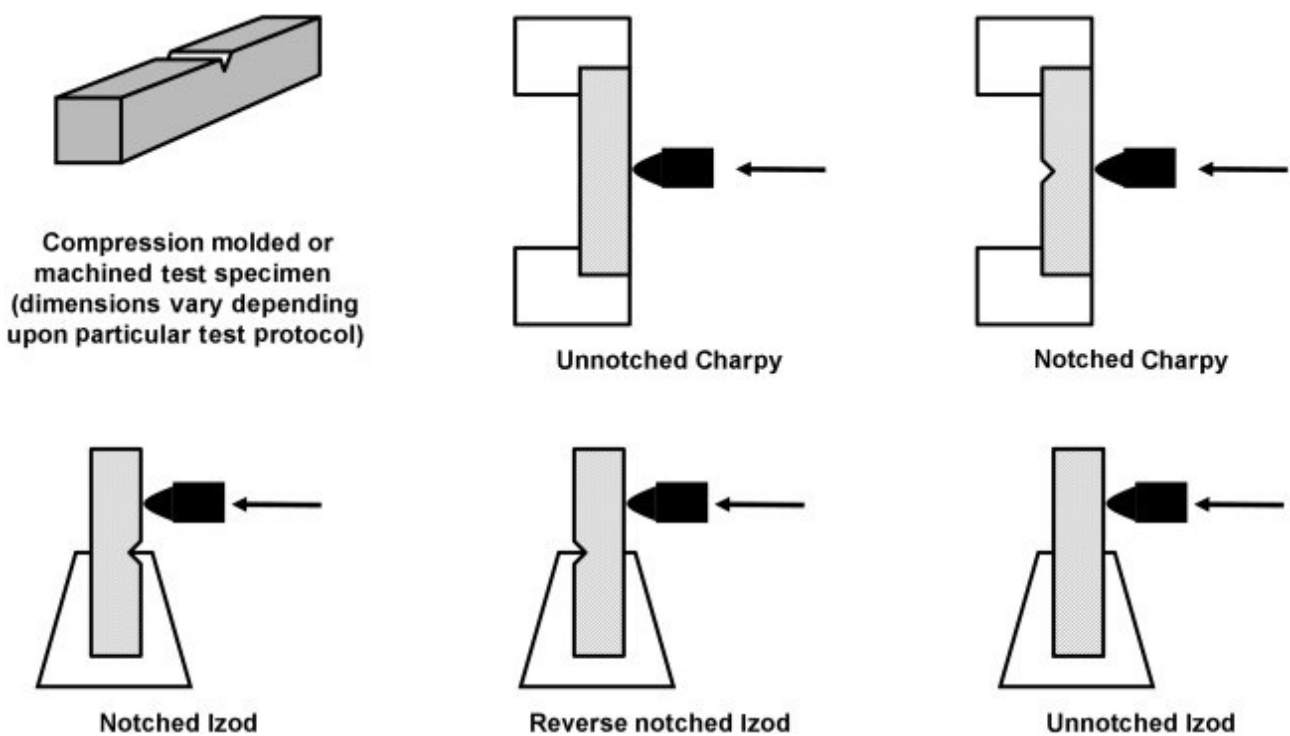 Compression molded or
machined test specimen
(dimensions vary depending
upon particular test protocol)
Unnotched Charpy
Notched Charpy
Notched Izod
Reverse notched Izod
Unnotched Izod